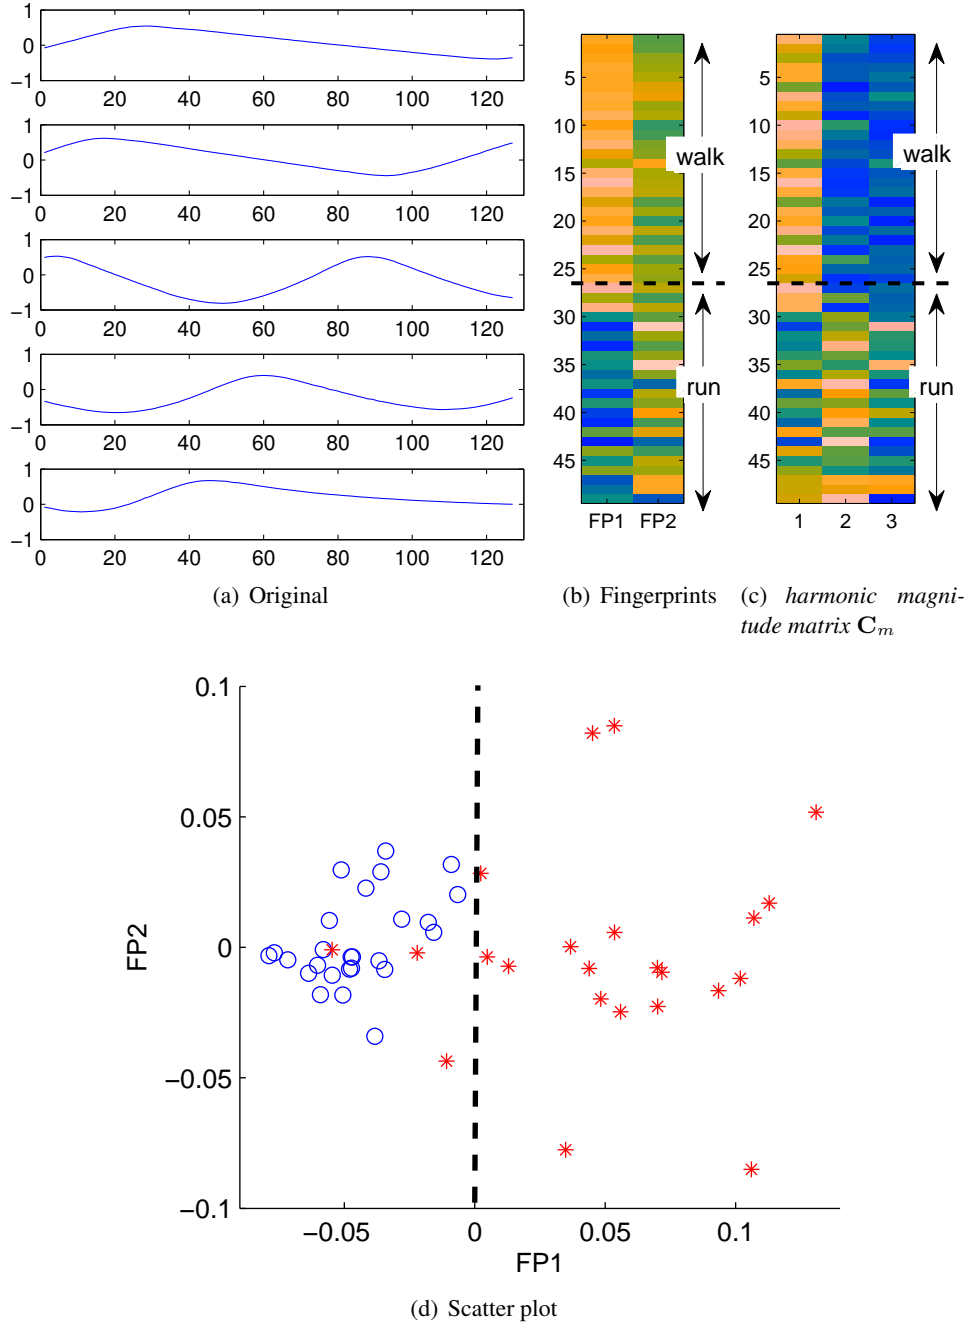 1
0
−1
0 20 40 60 80 100 120
1
0
−1
0 20 40 60 80 100 120
1
0
−1
0 20 40 60 80 100 120
1
0
−1
0 20 40 60 80 100 120
1
0
−1
0 20 40 60 80 100 120
(a) Original
5
10
15
20
25
30
35
40
45
walk
run
FP1 FP2
(b) Fingerprints
5
10
15
20
25
30
35
40
45
walk
run
1 2 3
(c) harmonic magni-
tude matrix Cm
0.1
0.05
0
−0.05
−0.1
FP2
−0.05 0 0.05 0.1
FP1
(d) Scatter plot